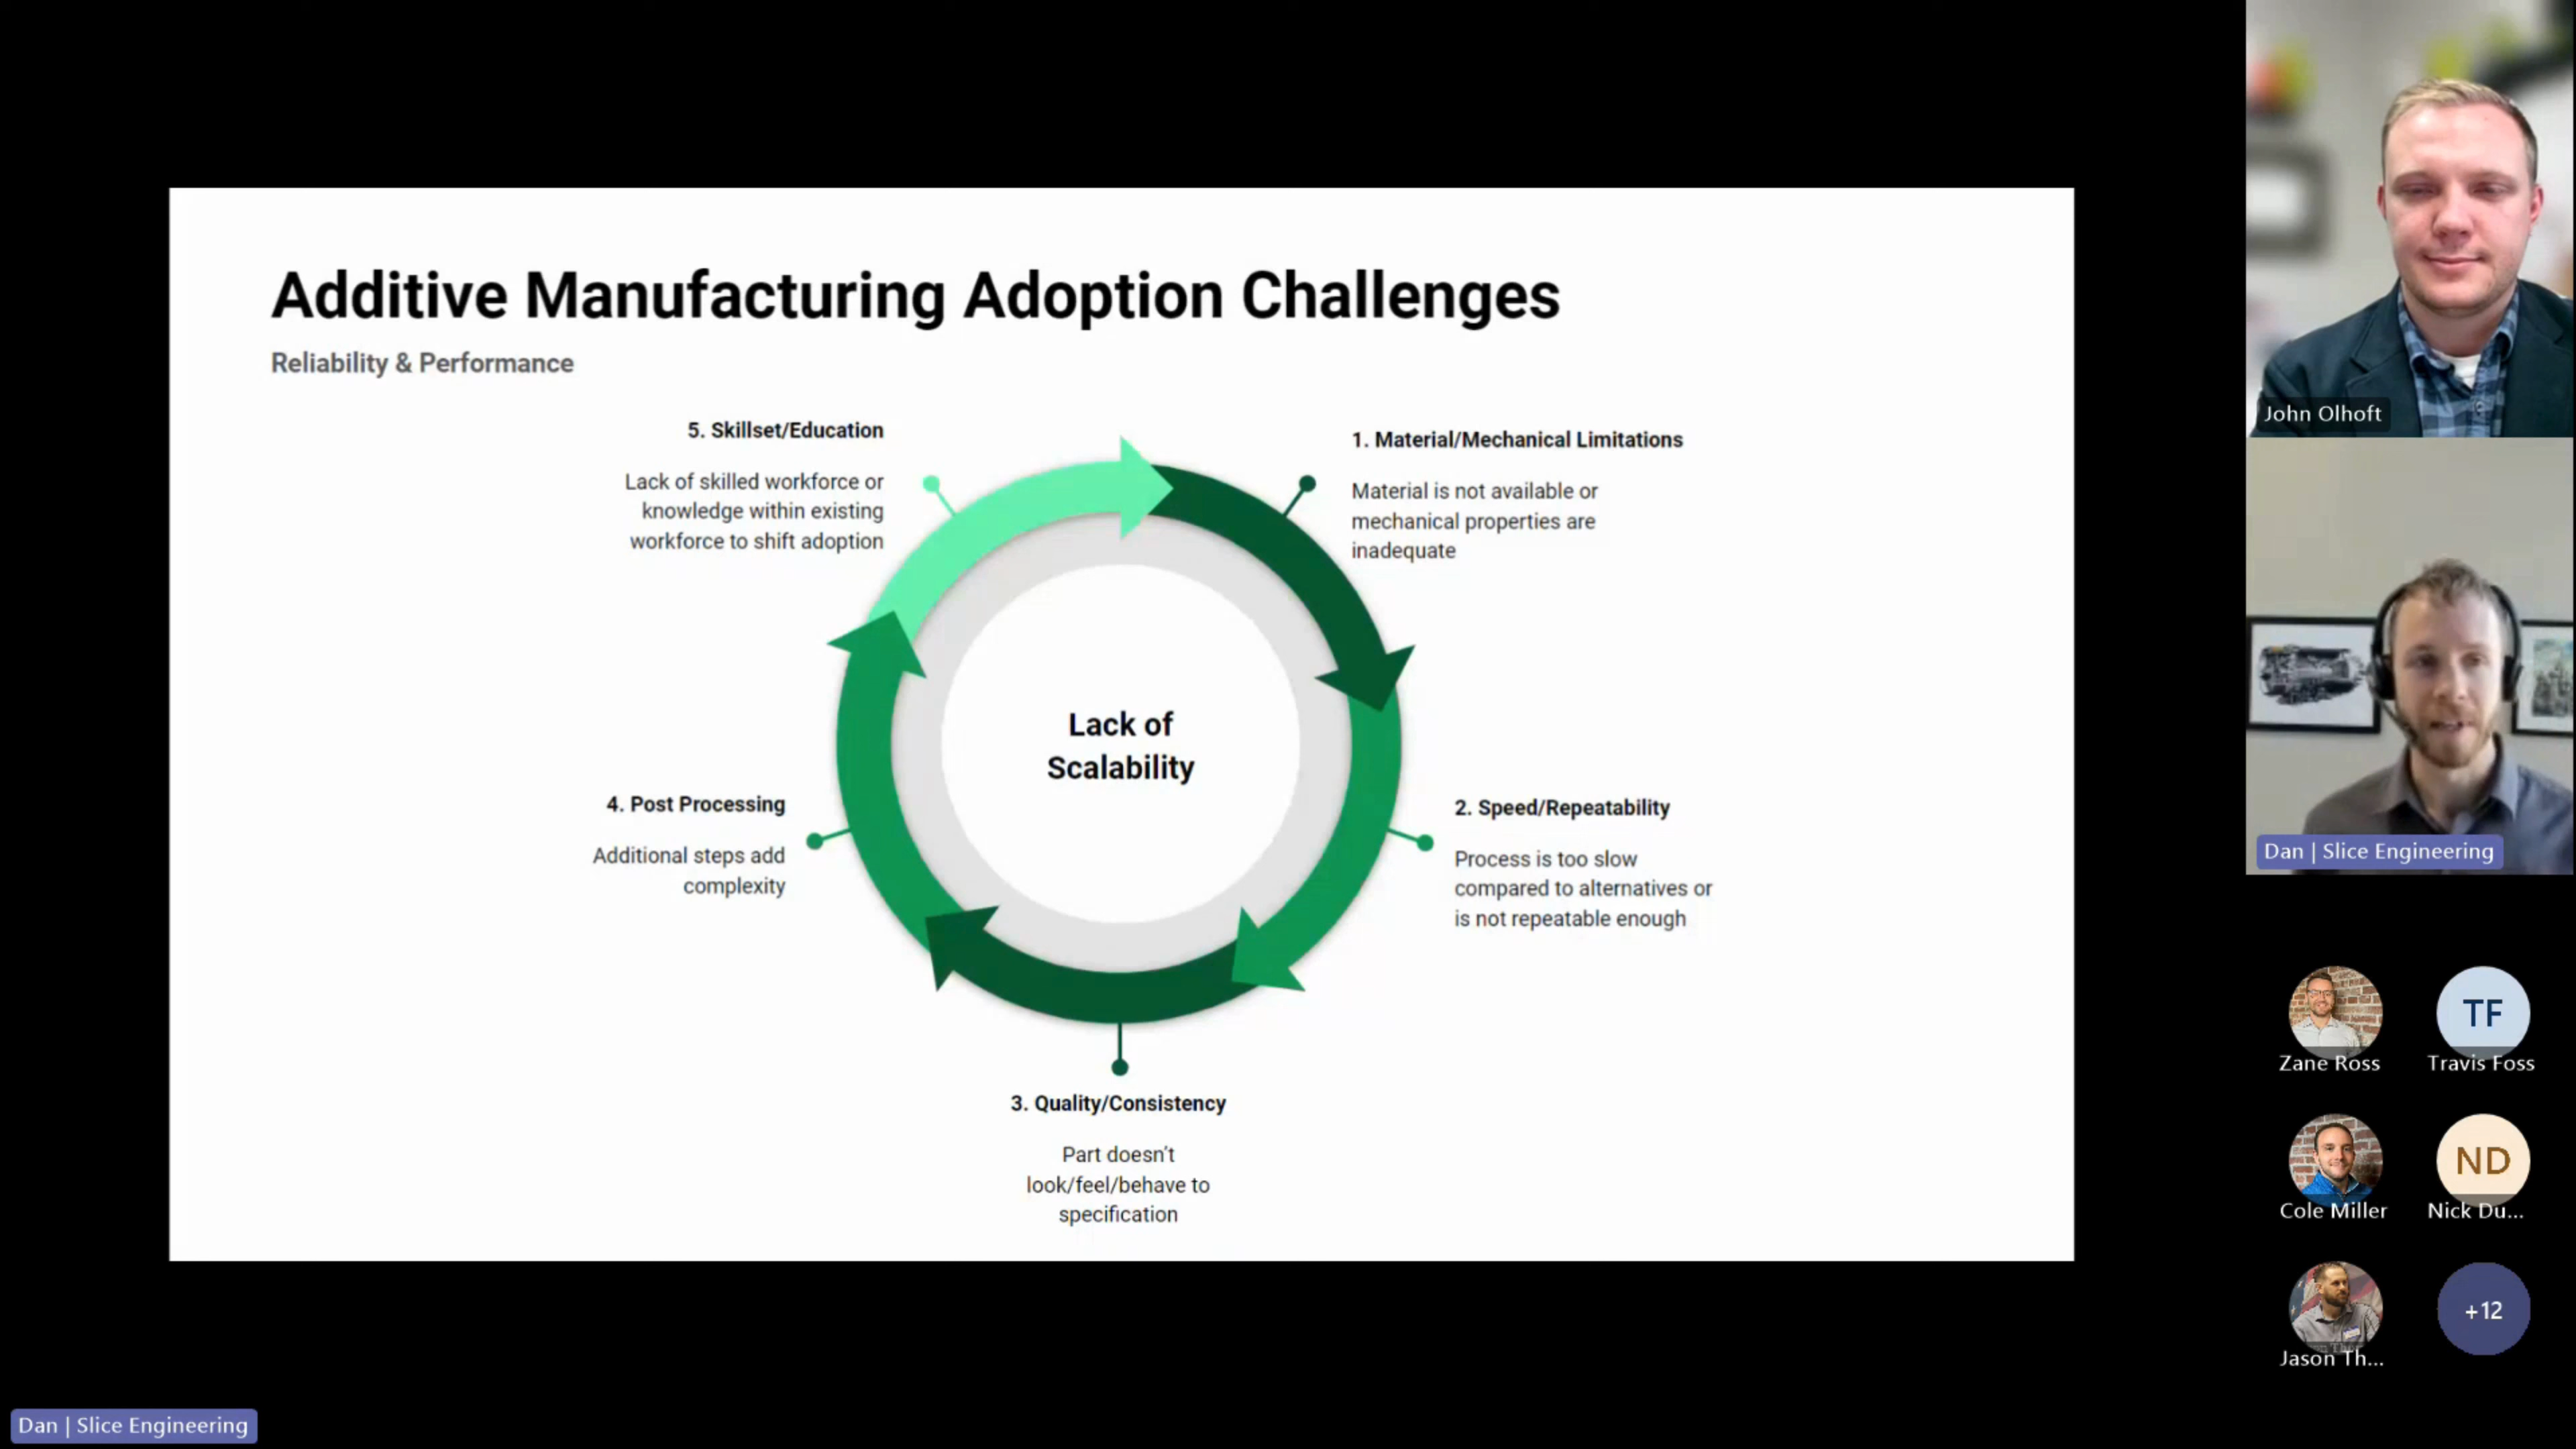 Additive Manufacturing Adoption Challenges
Reliability & Performance
5. Skillset/Education
Lack of skilled workforce or
knowledge within existing
workforce to shift adoption
1. Material/Mechanical Limitations
Material is not available or
mechanical properties are
inadequate
Lack of
Scalability
4. Post Processing
Additional steps add
complexity
2. Speed/Repeatability
Process is too slow
compared to alternatives or
is not repeatable enough
3. Quality/Consistency
Part doesn't
look/feel/behave to
specification
John Olhoft
Dan | Slice Engineering
TF
Zane Ross
Travis Foss
ND
Cole Miller
Nick Du...
+12
Jason Th...
Dan | Slice Engineering